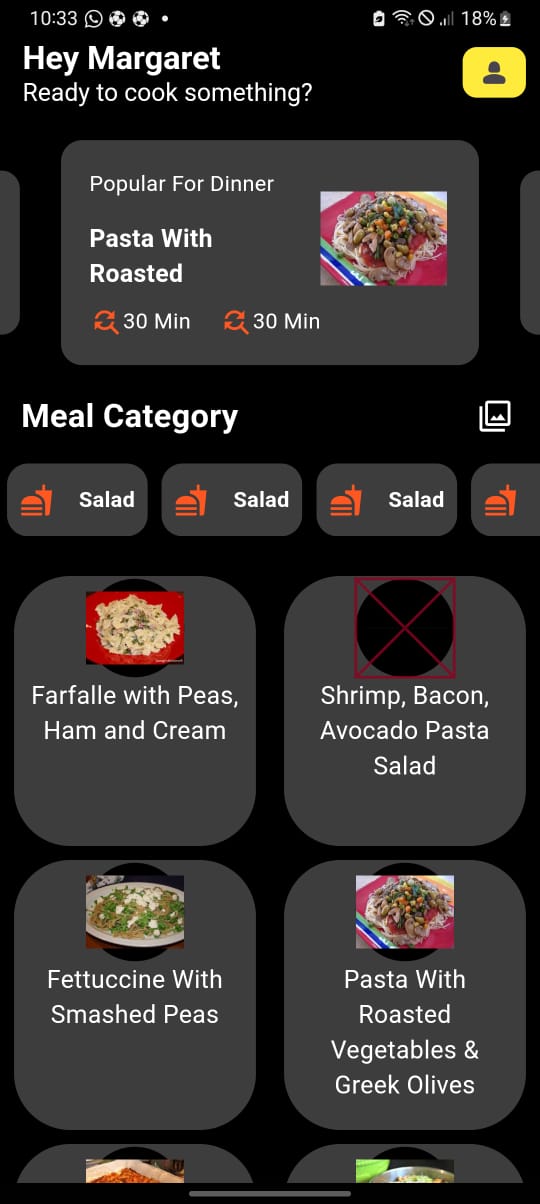 10:33
18%
Hey Margaret
Ready to cook something?
Popular For Dinner
Pasta With
Roasted
30 Min 30 Min
Meal Category
Salad Salad Salad
Farfalle with Peas,
Ham and Cream
Shrimp, Bacon,
Avocado Pasta
Salad
Fettuccine With
Smashed Peas
Pasta With
Roasted
Vegetables &
Greek Olives